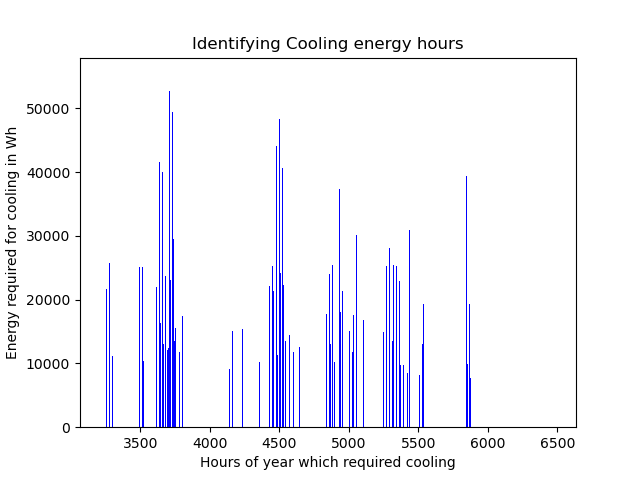 Identifying Cooling energy hours
50000
40000
30000
20000
10000
0
Energy required for cooling in Wh
3500 4000 4500 5000 5500 6000 6500
Hours of year which required cooling